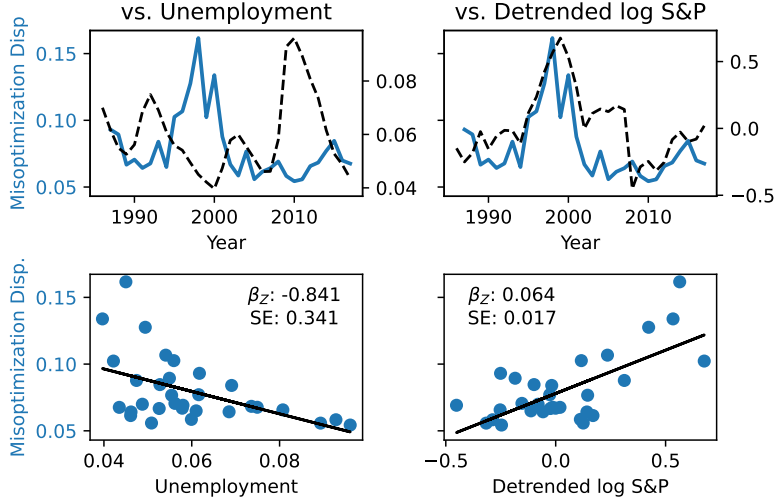 vs. Unemployment
vs. Detrended log S&P
Misoptimization Disp
0.15
0.10
0.05
0.08
0.06
0.04
0.5
0.0
−0.5
1990
2000
2010
1990
2000
2010
Year
Year
Misoptimization Disp.
0.15
0.10
0.05
βZ: -0.841
SE: 0.341
βZ: 0.064
SE: 0.017
0.04
0.06
0.08
−0.5
0.0
0.5
Unemployment
Detrended log S&P